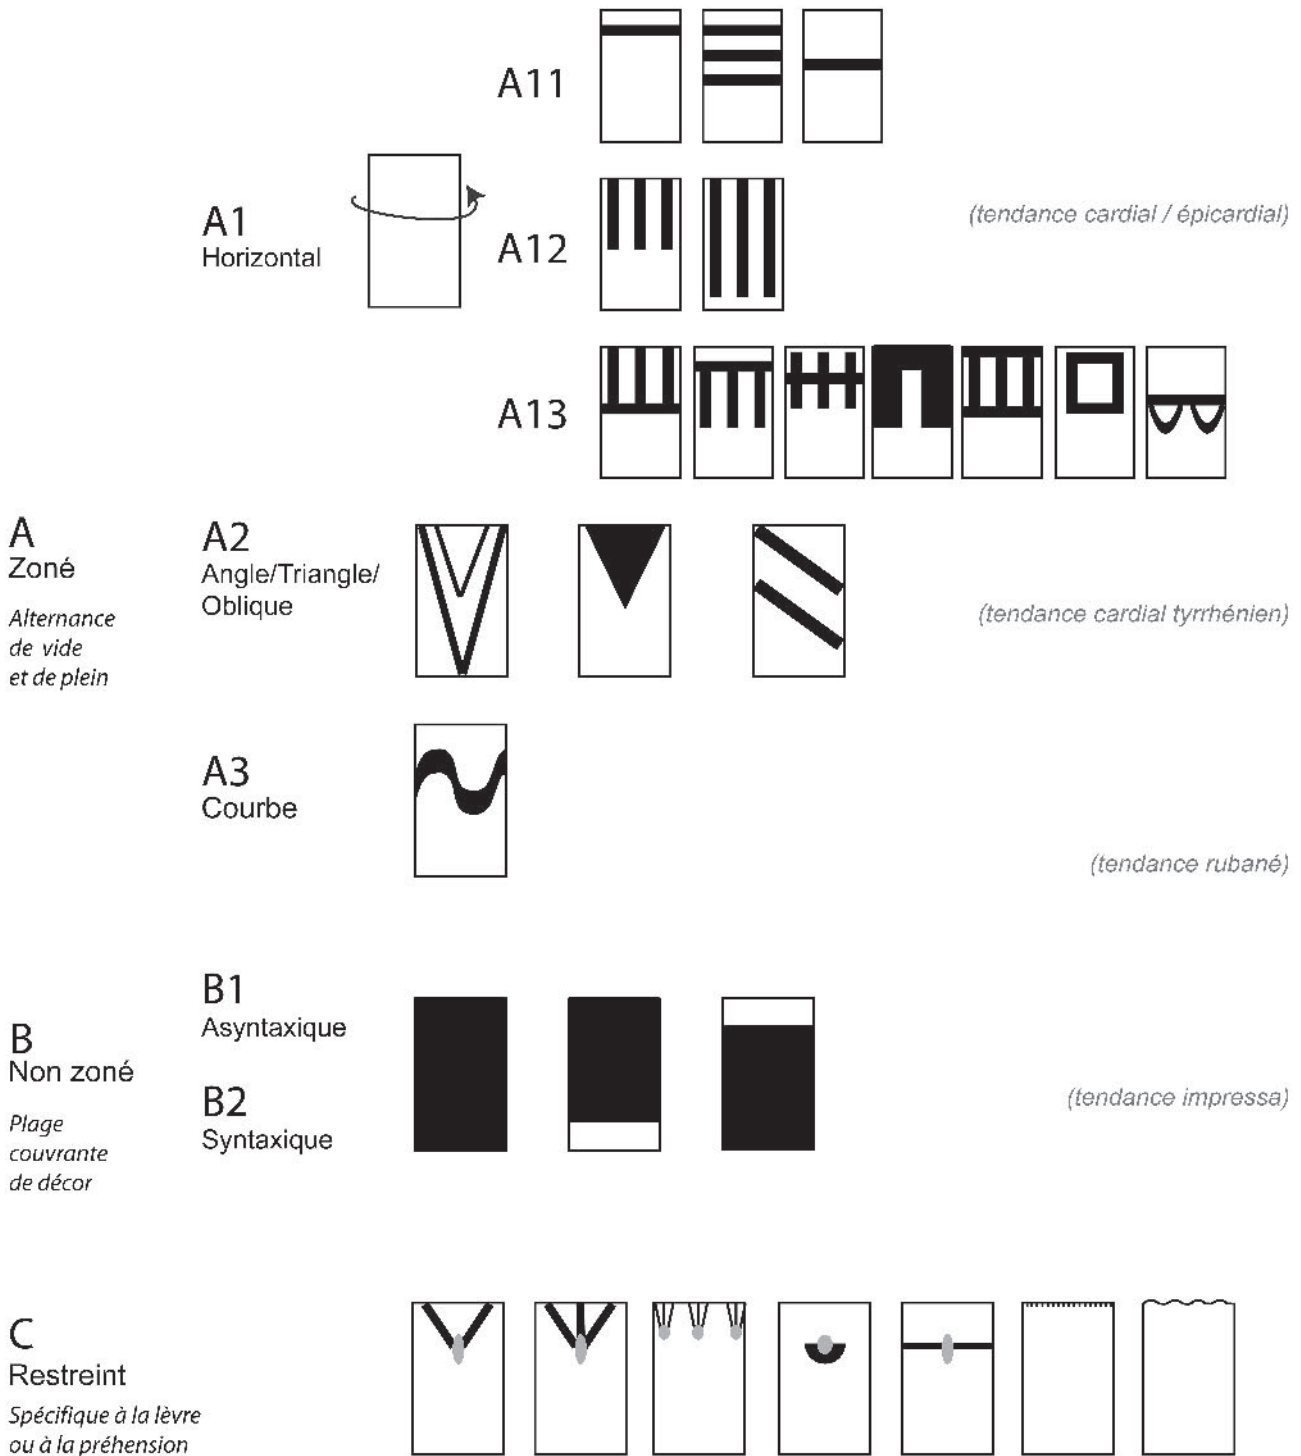 A11
A1
Horizontal
(tendance cardial / épicardial)
A12
A13
A
Zoné
Alternance
de vide
et de plein
A2
Angle/Triangle/
Oblique
(tendance cardial tyrrhénien)
A3
Courbe
(tendance rubané)
B
Non zoné
Plage
couvrante
de décor
B1
Asyntaxique
B2
Syntaxique
(tendance impressa)
C
Restreint
Spécifique à la lèvre
ou à la préhension